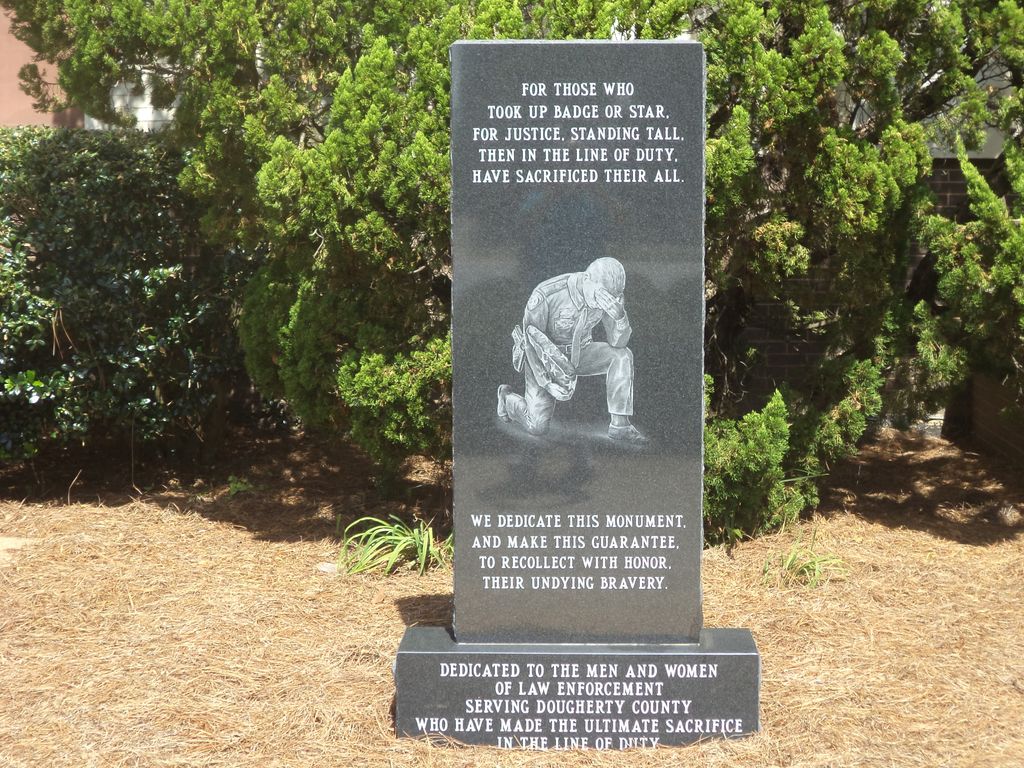 FOR THOSE WHO
TOOK UP BADGE OR STAR,
FOR JUSTICE, STANDING TALL,
THEN IN THE LINE OF DUTY,
HAVE SACRIFICED THEIR ALL.
WE DEDICATE THIS MONUMENT,
AND MAKE THIS GUARANTEE,
TO RECOLLECT WITH HONOR,
THEIR UNDYING BRAVERY.
DEDICATED TO THE MEN AND WOMEN
OF LAW ENFORCEMENT
SERVING DOUGHERTY COUNTY
WHO HAVE MADE THE ULTIMATE SACRIFICE
IN THE LINE OF DUTY